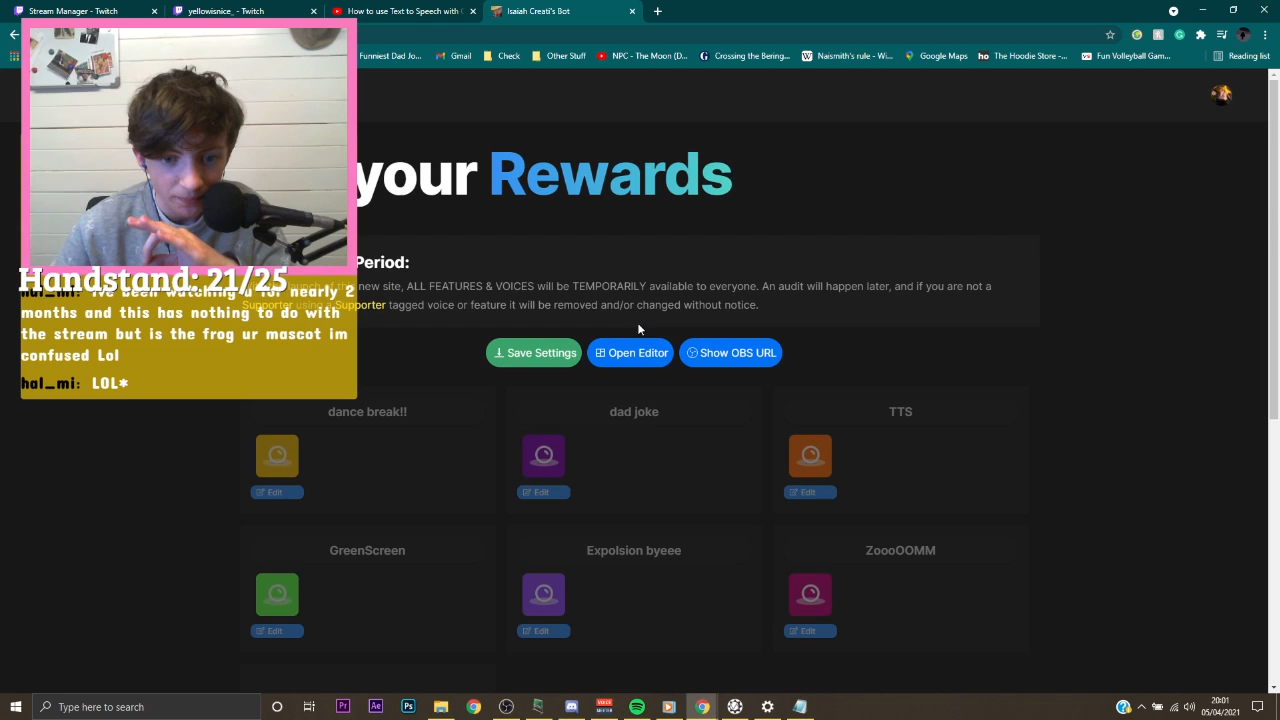 Stream Manager - Twitch
yellowisnice_ - Twitch
How to use Text to Speech with C
Isaiah Creati's Bot
Funniest Dad Jo...
Gmail
Check
Other Stuff
NPC - The Moon (D...
Crossing the Bering...
Naismith's rule - Wi...
Google Maps
The Hoodie Store -...
Fun Volleyball Gam...
Reading list
your Rewards
Period:
new site, ALL FEATURES & VOICES will be TEMPORARILY available to everyone. An audit will happen later, and if you are not a
Supporter using a Supporter tagged voice or feature it will be removed and/or changed without notice.
Handstand: 21/25
hal_mi: ive been watching u for nearly 2
months and this has nothing to do with
the stream but is the frog ur mascot im
confused Lol
hal_mi: LOL*
Save Settings
Open Editor
Show OBS URL
dance break!!
dad joke
TTS
Edit
Edit
Edit
GreenScreen
Expolsion byeee
ZoooOOMM
Edit
Edit
Edit
Type here to search
20:01
05/04/2021